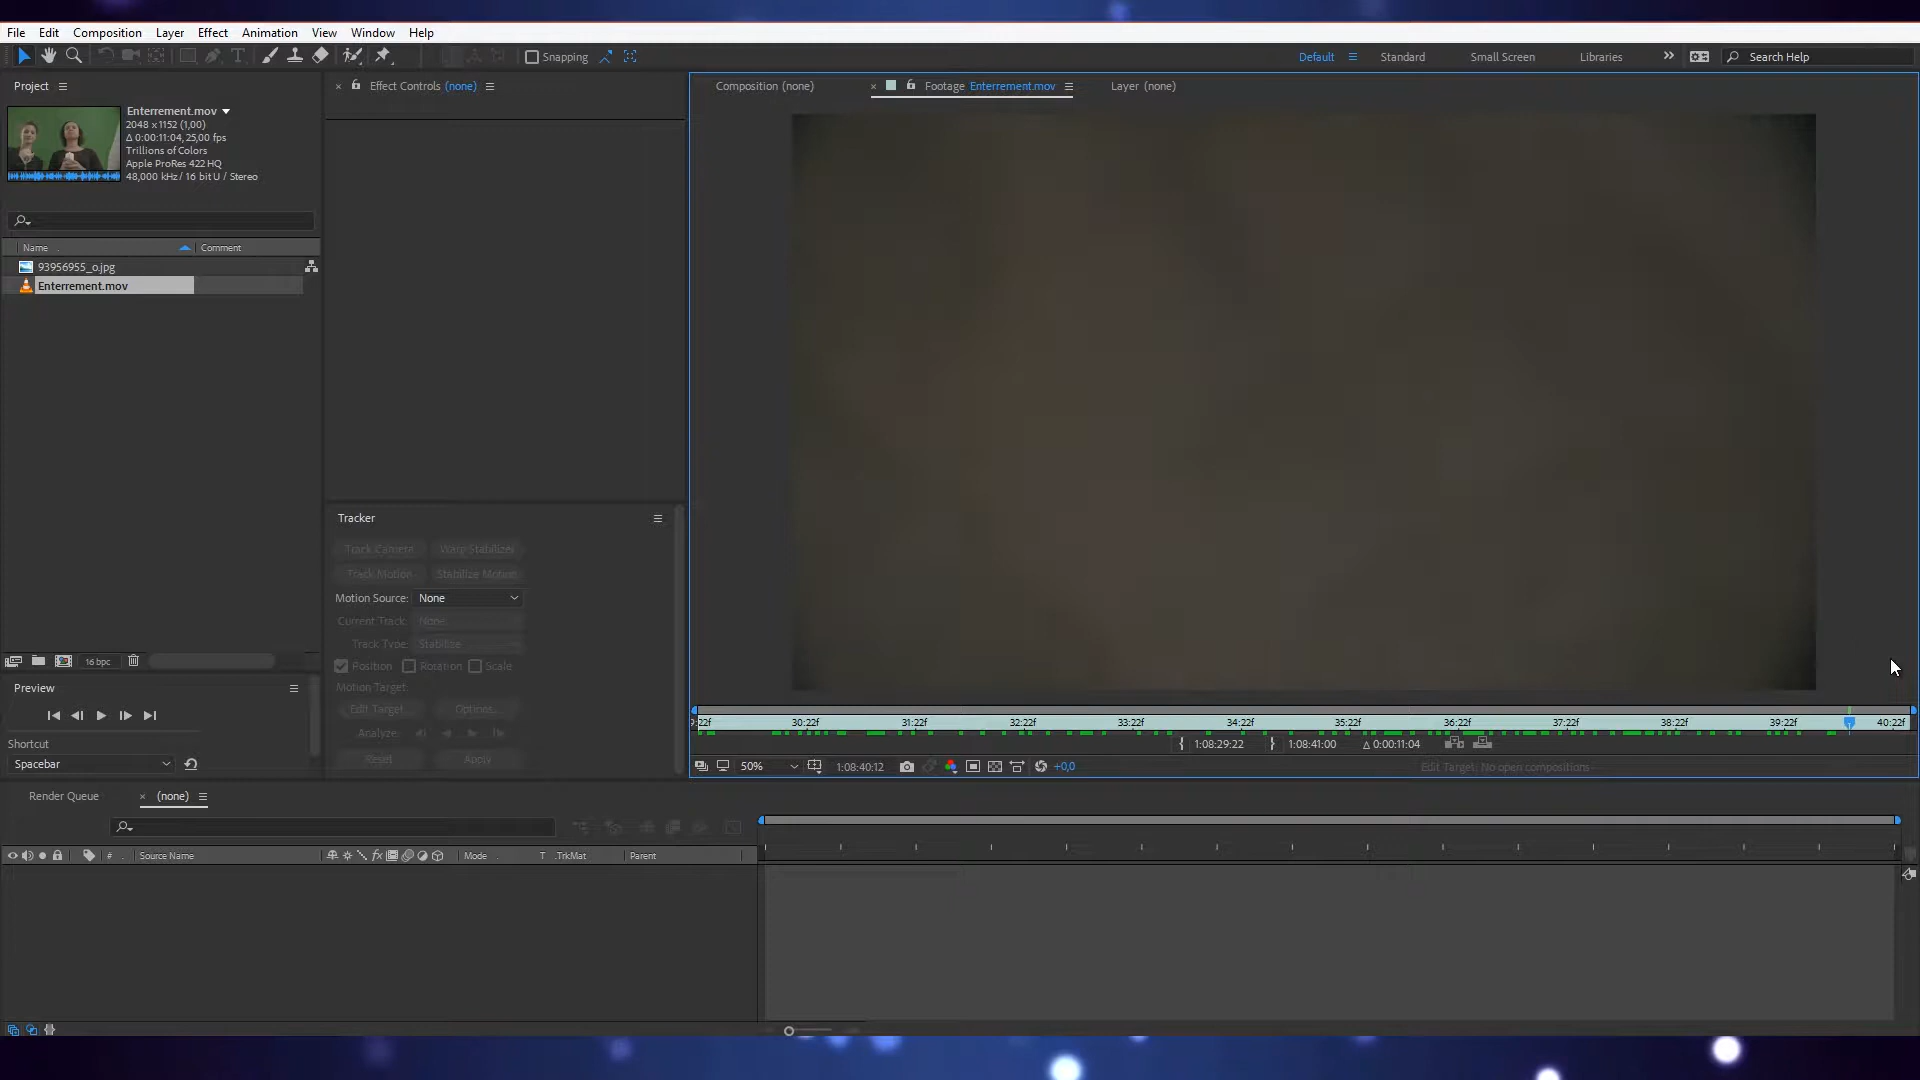 File Edit Composition Layer Effect Animation View Window Help
Snapping
Default Standard Small Screen Libraries Search Help
Project
Enterrement.mov
2048 x 1152 (1,00)
Δ 0:00:11:04, 25,00 fps
Trillions of Colors
Apple ProRes 422 HQ
48,000 kHz / 16 bit U / Stereo
Name Comment
93956955_o.jpg
Enterrement.mov
16 bpc
Effect Controls (none)
Composition (none) Footage Enterrement.mov Layer (none)
Tracker
Track Camera Warp Stabilizer
Track Motion Stabilize Motion
Motion Source: None
Current Track: None
Track Type: Stabilize
Position Rotation Scale
Motion Target:
Edit Target... Options...
Analyze:
Reset Apply
Preview
Shortcut
Spacebar
:22f 30:22f 31:22f 32:22f 33:22f 34:22f 35:22f 36:22f 37:22f 38:22f 39:22f 40:22f
1:08:29:22 1:08:41:00 Δ 0:00:11:04
50% 1:08:40:12 +0,0 Edit Target: No open compositions
Render Queue (none)
# Source Name fx Mode T .TrkMat Parent